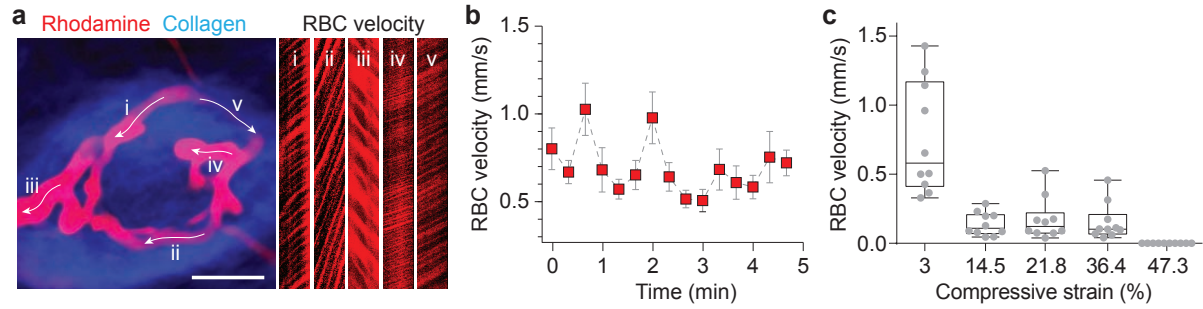 a
Rhodamine Collagen
RBC velocity
i
v
iv
iii
ii
i ii iii iv v
b
RBC velocity (mm/s)
1.5
1.0
0.5
0 1 2 3 4 5
Time (min)
c
RBC velocity (mm/s)
1.5
1.0
0.5
0.0
3 14.5 21.8 36.4 47.3
Compressive strain (%)